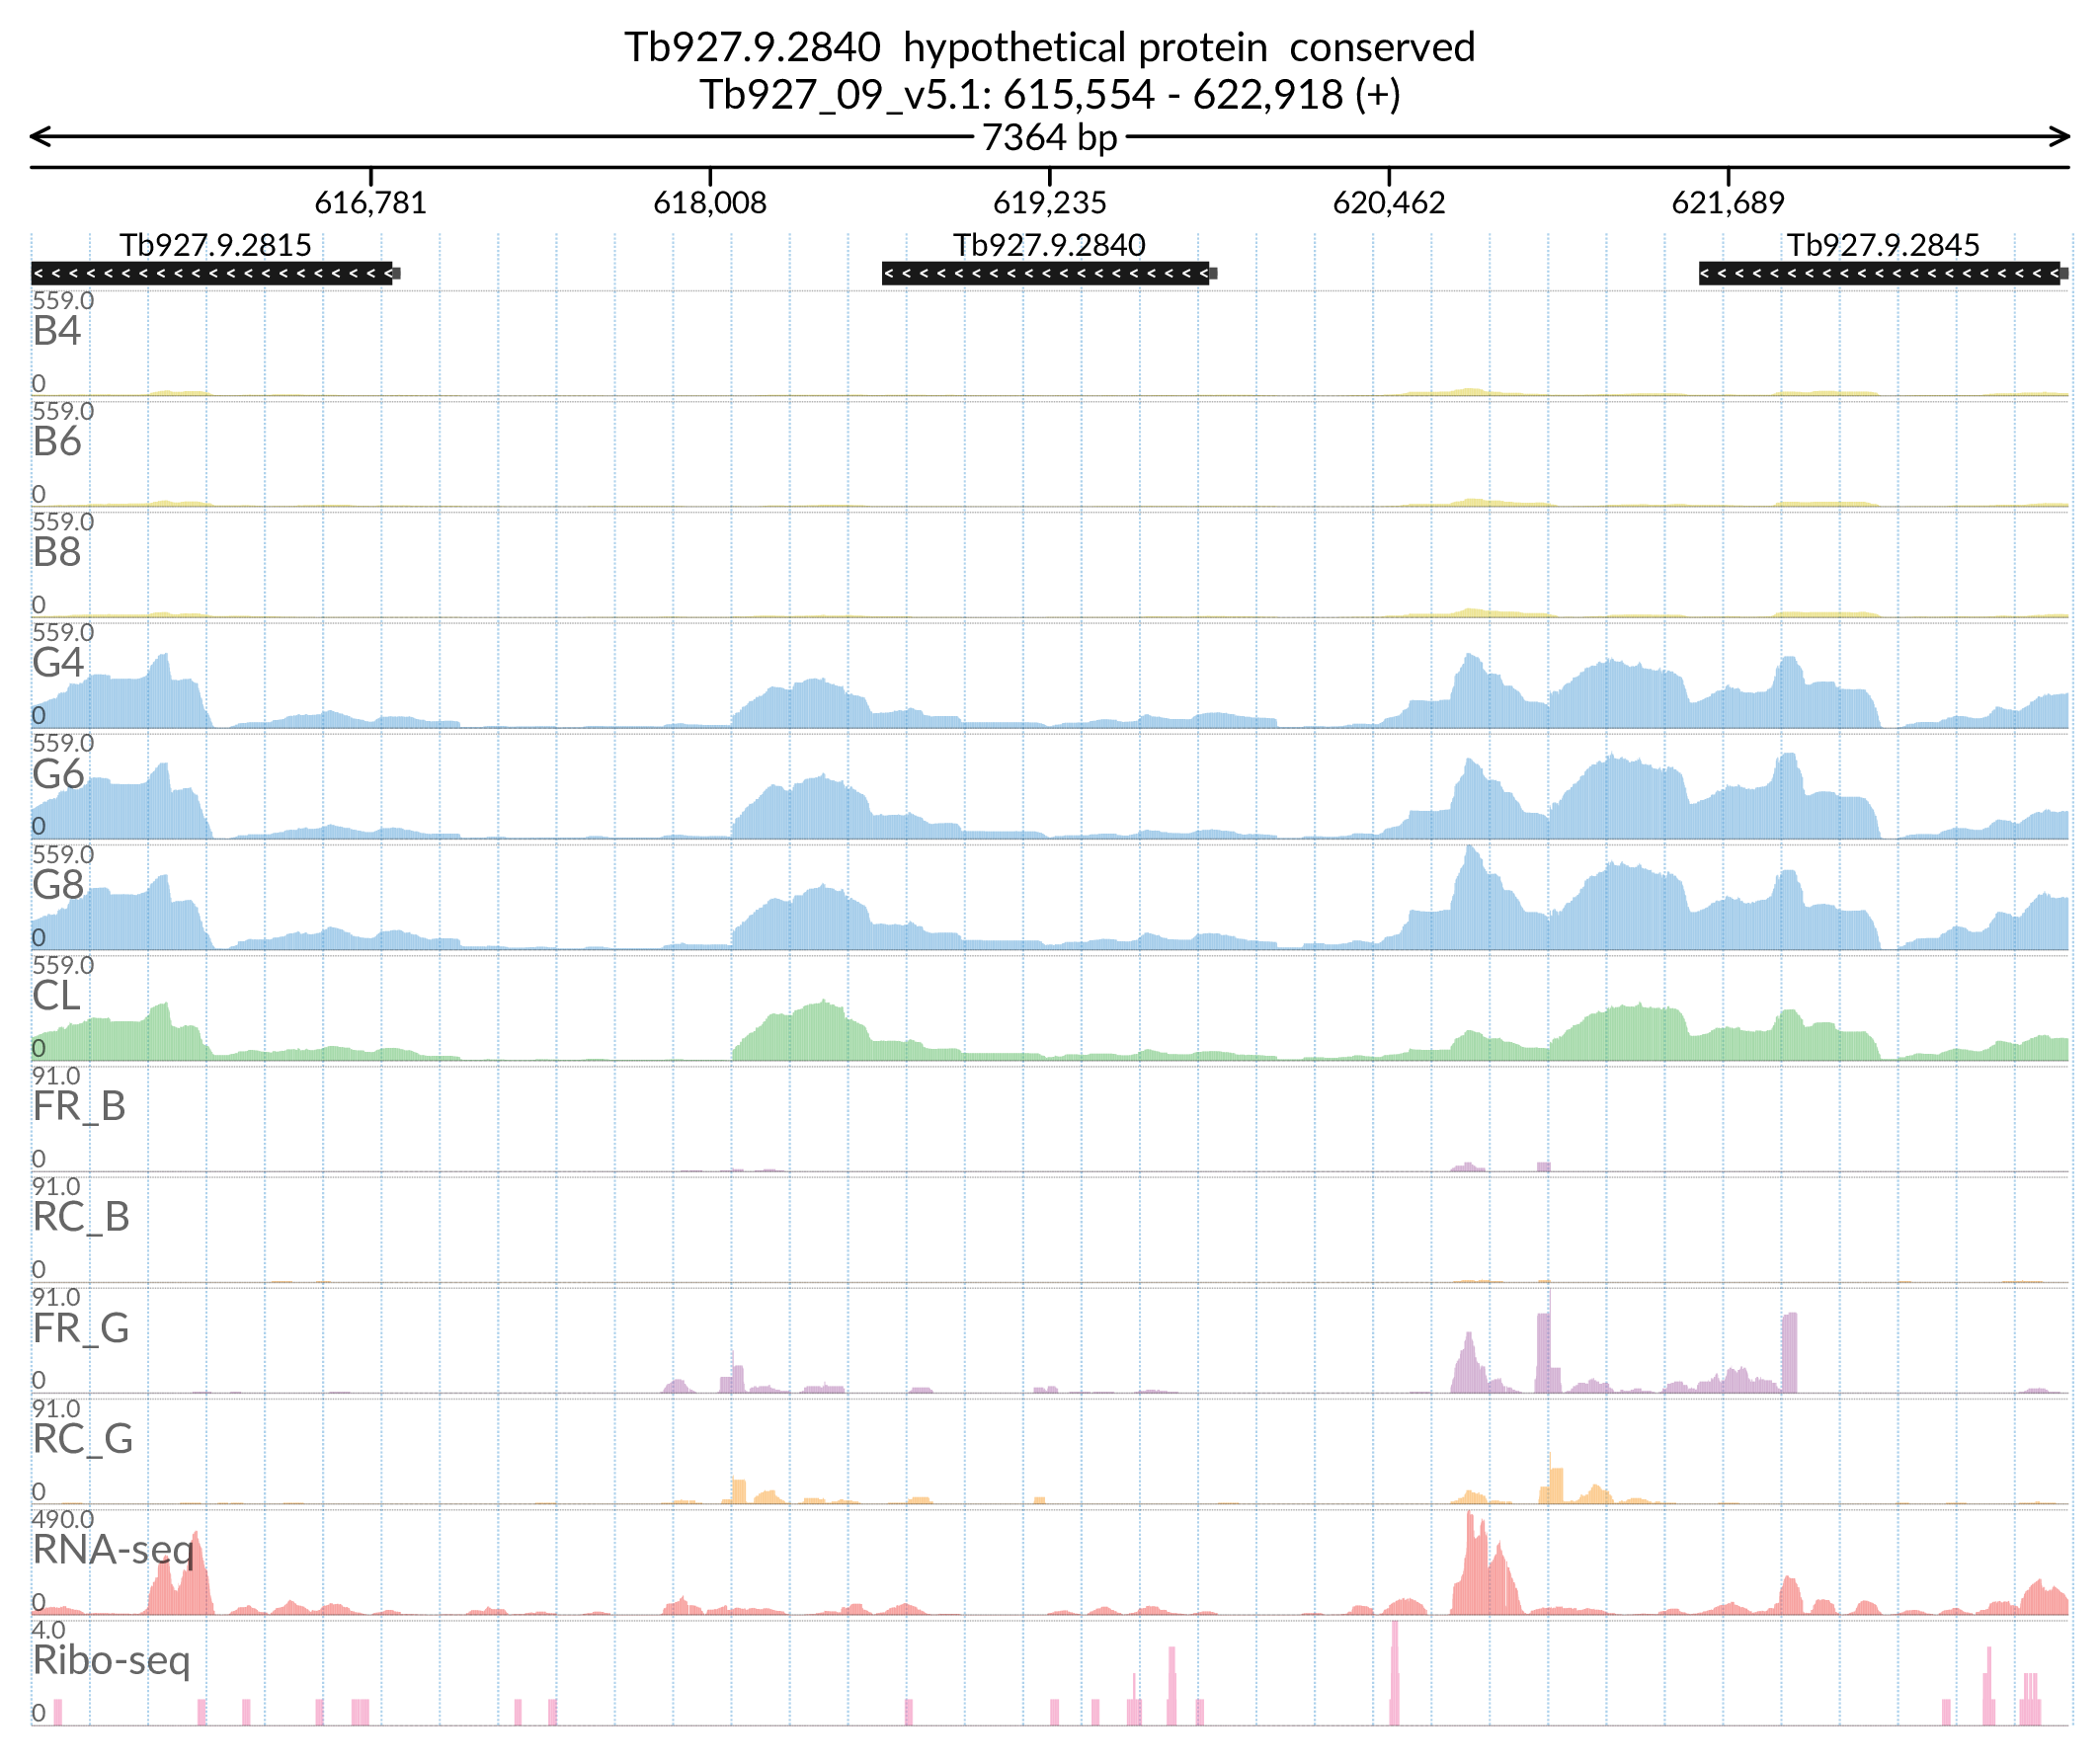 Tb927.9.2840  hypothetical protein  conserved
Tb927_09_v5.1: 615,554 - 622,918 (+)
7364 bp
616,781 618,008 619,235 620,462 621,689
Tb927.9.2815 Tb927.9.2840 Tb927.9.2845
559.0
B4
0
559.0
B6
0
559.0
B8
0
559.0
G4
0
559.0
G6
0
559.0
G8
0
559.0
CL
0
91.0
FR_B
0
91.0
RC_B
0
91.0
FR_G
0
91.0
RC_G
0
490.0
RNA-seq
0
4.0
Ribo-seq
0